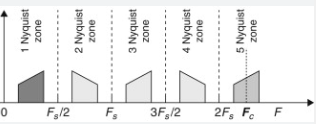 1 Nyquist zone
2 Nyquist zone
3 Nyquist zone
4 Nyquist zone
5 Nyquist zone
0 Fs/2 Fs 3Fs/2 2Fs Fc F